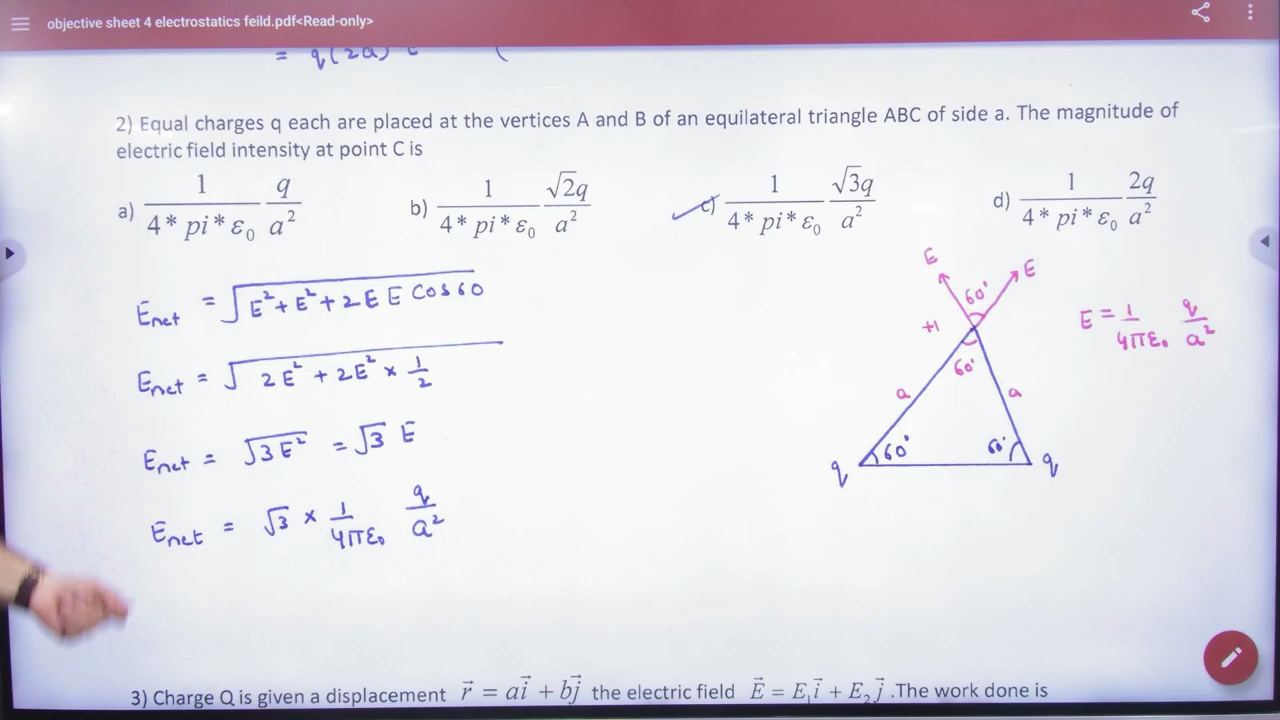 objective sheet 4 electrostatics feild.pdf<Read-only>
= q(2a)
2) Equal charges q each are placed at the vertices A and B of an equilateral triangle ABC of side a. The magnitude of
electric field intensity at point C is
a) 1/(4* pi* ε₀) q/a² b) 1/(4* pi* ε₀) √2q/a² c) 1/(4* pi* ε₀) √3q/a² d) 1/(4* pi* ε₀) 2q/a²
E E
60°
Enet = √(E² + E² + 2 E E Cos 60
+1 E = 1/(4πε₀) q/a²
60°
Enet = √(2E² + 2E² × 1/2
a a
Enet = √3E² = √3 E
60° 60°
q q
Enet = √3 × 1/(4πε₀) q/a²
3) Charge Q is given a displacement r⃗ = ai⃗ + bj⃗ the electric field E⃗ = E₁i⃗ + E₂j⃗ .The work done is